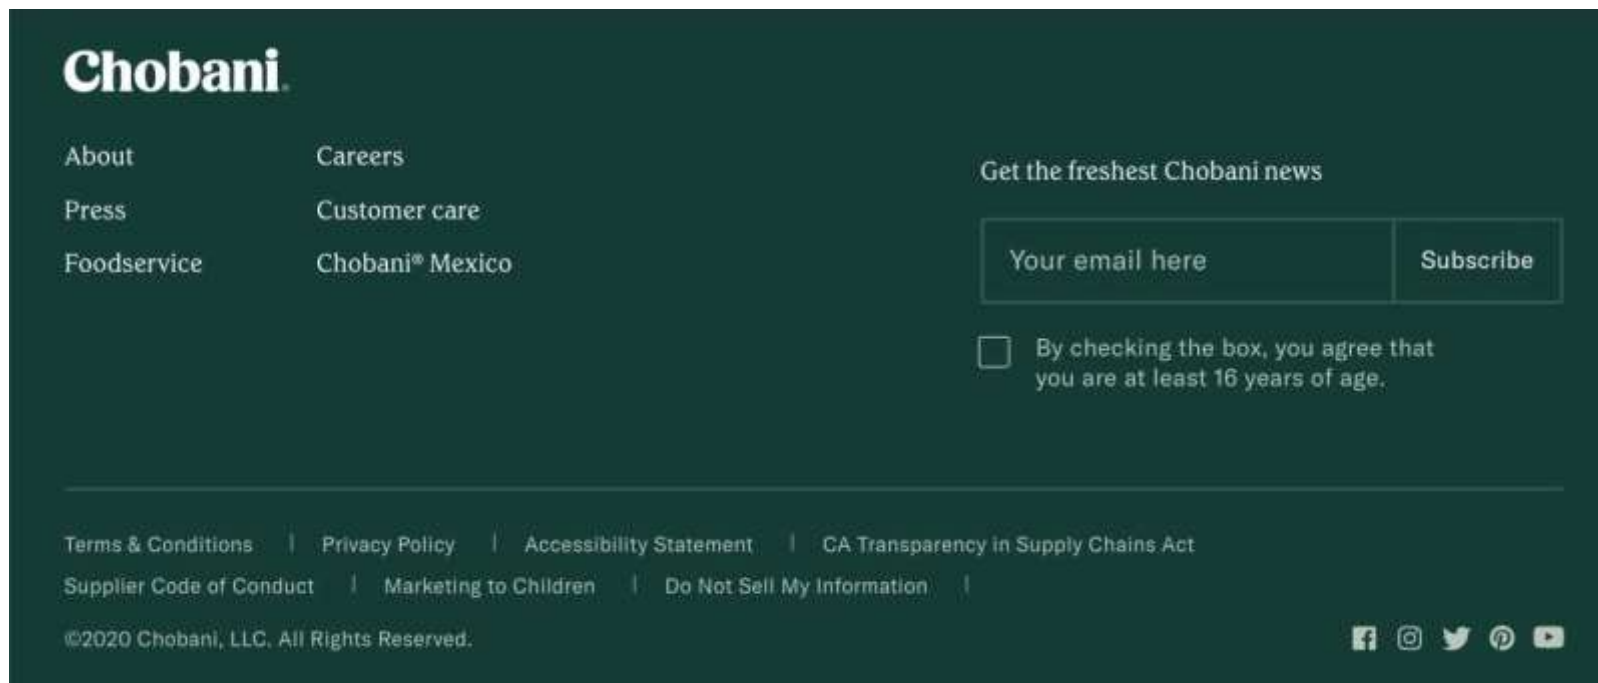 Chobani.
About
Careers
Press
Customer care
Foodservice
Chobani® Mexico
Get the freshest Chobani news
Your email here
Subscribe
By checking the box, you agree that
you are at least 16 years of age.
Terms & Conditions | Privacy Policy | Accessibility Statement | CA Transparency in Supply Chains Act
Supplier Code of Conduct | Marketing to Children | Do Not Sell My Information |
©2020 Chobani, LLC. All Rights Reserved.